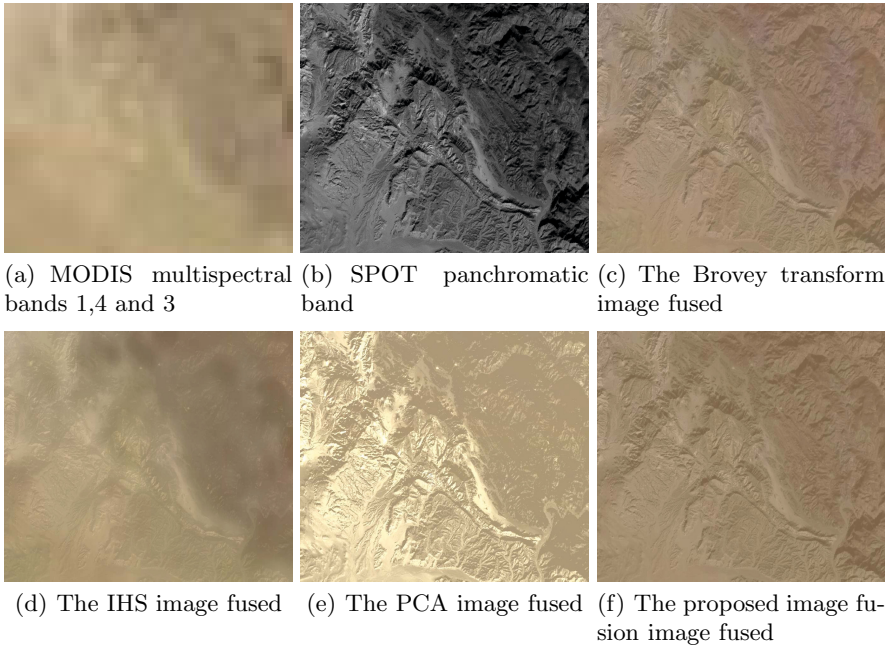 (a) MODIS multispectral
bands 1,4 and 3
(b) SPOT panchromatic
band
(c) The Brovey transform
image fused
(d) The IHS image fused
(e) The PCA image fused
(f) The proposed image fu-
sion image fused